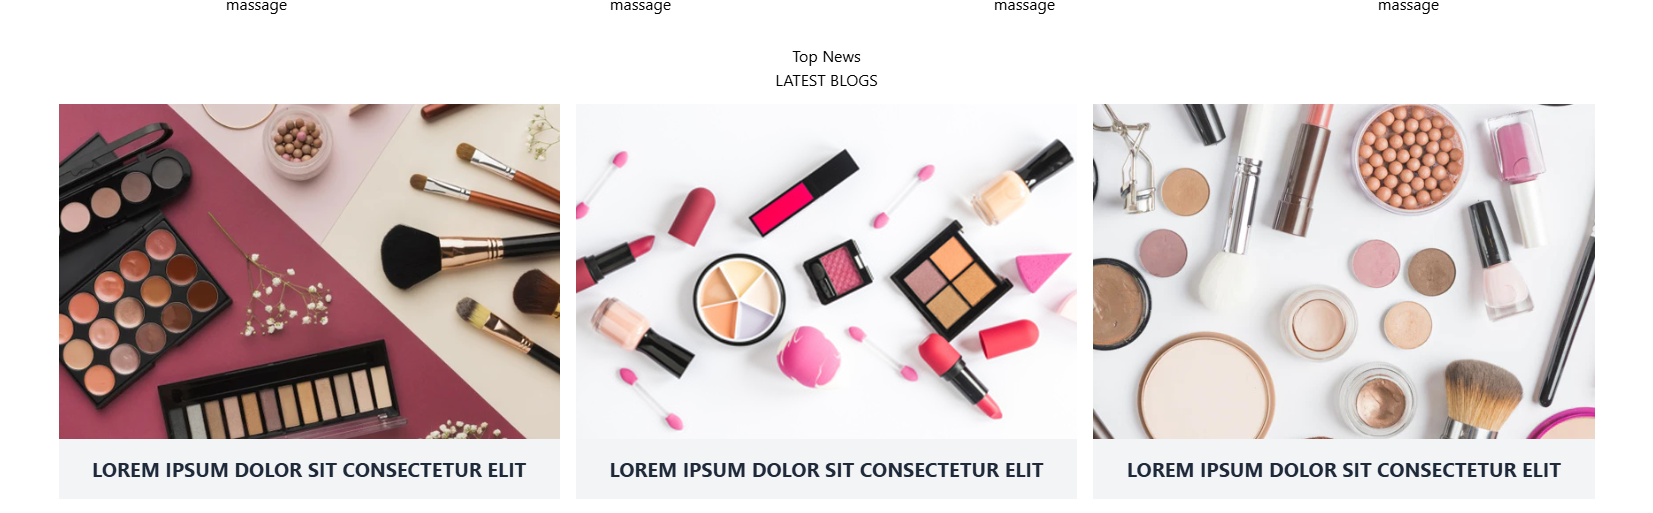 massage massage massage massage
Top News
LATEST BLOGS
LOREM IPSUM DOLOR SIT CONSECTETUR ELIT
LOREM IPSUM DOLOR SIT CONSECTETUR ELIT
LOREM IPSUM DOLOR SIT CONSECTETUR ELIT